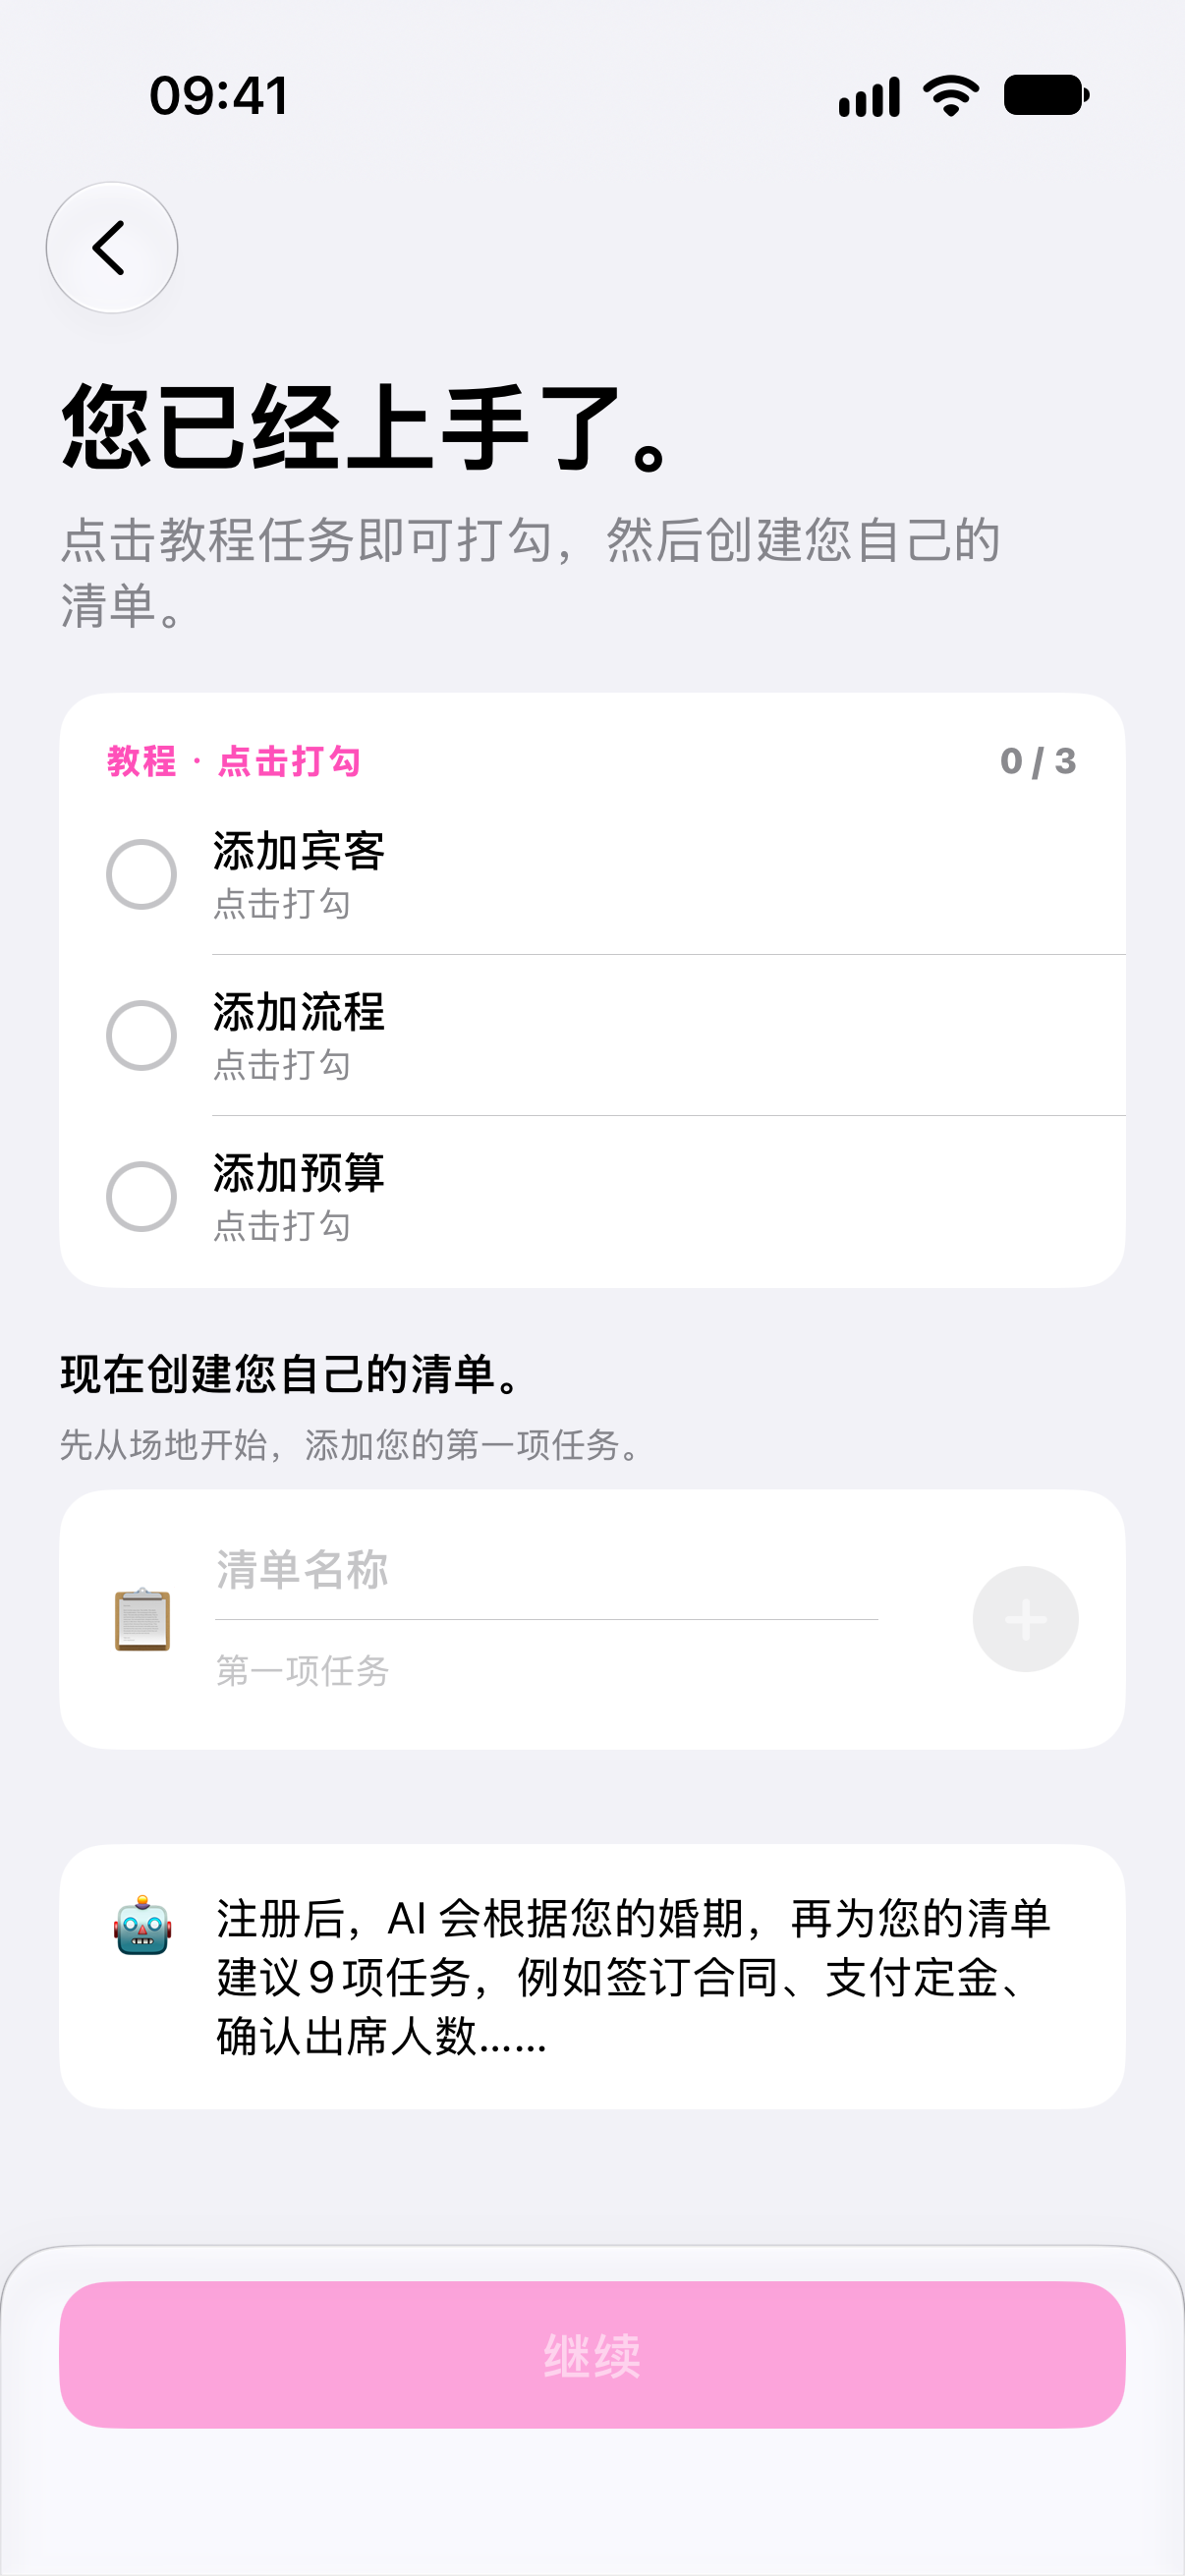 09:41
您已经上手了。
点击教程任务即可打勾，然后创建您自己的
清单。
教程 · 点击打勾
0 / 3
添加宾客
点击打勾
添加流程
点击打勾
添加预算
点击打勾
现在创建您自己的清单。
先从场地开始，添加您的第一项任务。
清单名称
第一项任务
注册后，AI 会根据您的婚期，再为您的清单
建议 9 项任务，例如签订合同、支付定金、
确认出席人数……
继续